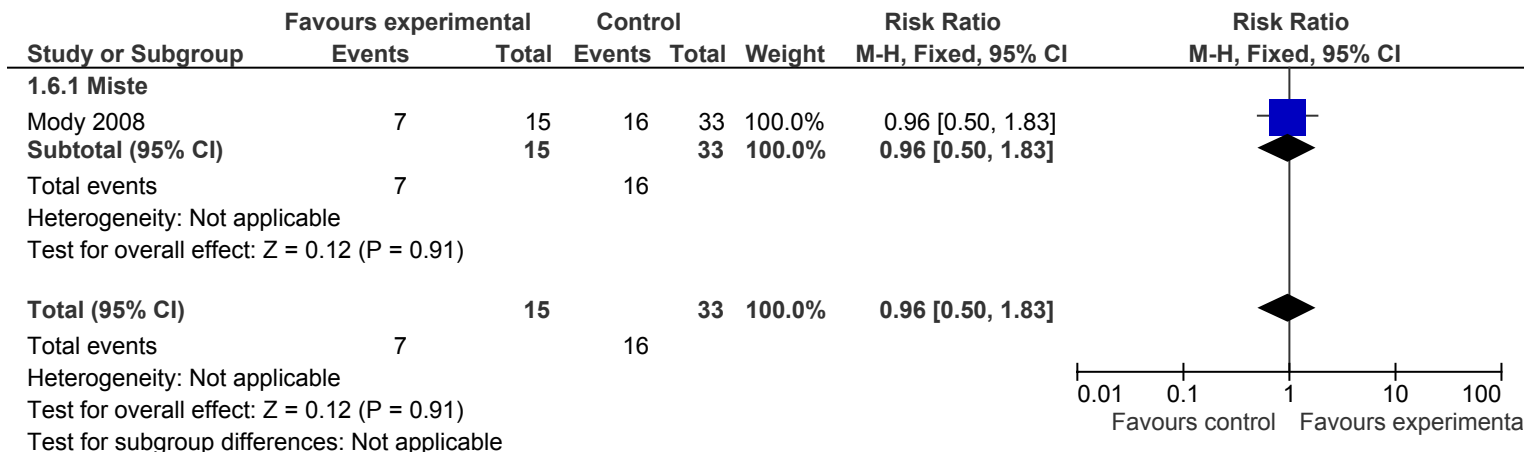 Favours experimental Control Risk Ratio Risk Ratio
Study or Subgroup Events Total Events Total Weight M-H, Fixed, 95% CI M-H, Fixed, 95% CI
1.6.1 Miste
Mody 2008 7 15 16 33 100.0% 0.96 [0.50, 1.83]
Subtotal (95% CI) 15 33 100.0% 0.96 [0.50, 1.83]
Total events 7 16
Heterogeneity: Not applicable
Test for overall effect: Z = 0.12 (P = 0.91)
Total (95% CI) 15 33 100.0% 0.96 [0.50, 1.83]
Total events 7 16
Heterogeneity: Not applicable
Test for overall effect: Z = 0.12 (P = 0.91)
Test for subgroup differences: Not applicable
0.01 0.1 1 10 100
Favours control Favours experimenta